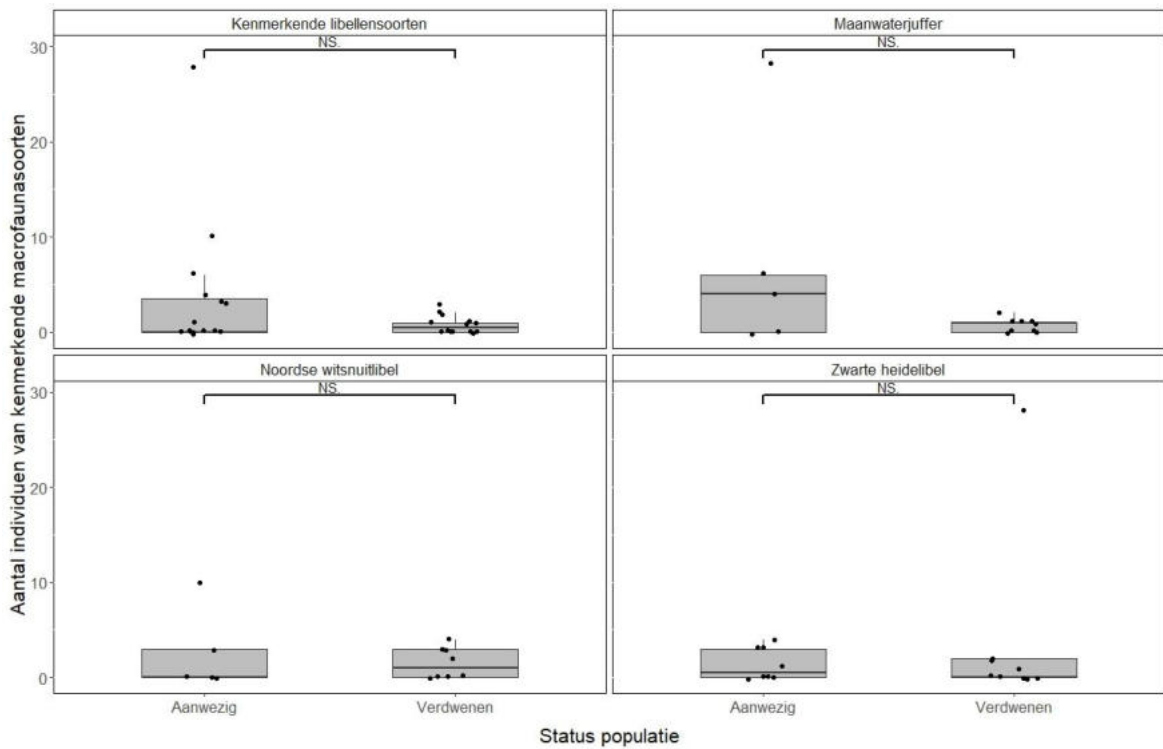 Kenmerkende libellensoorten
Maanwaterjuffer
NS.
NS.
30
20
10
0
Noordse witsnuitlibel
Zwarte heidelibel
NS.
NS.
30
20
10
0
Aanwezig
Verdwenen
Aanwezig
Verdwenen
Status populatie
Aantal individuen van kenmerkende macrofaunasoorten